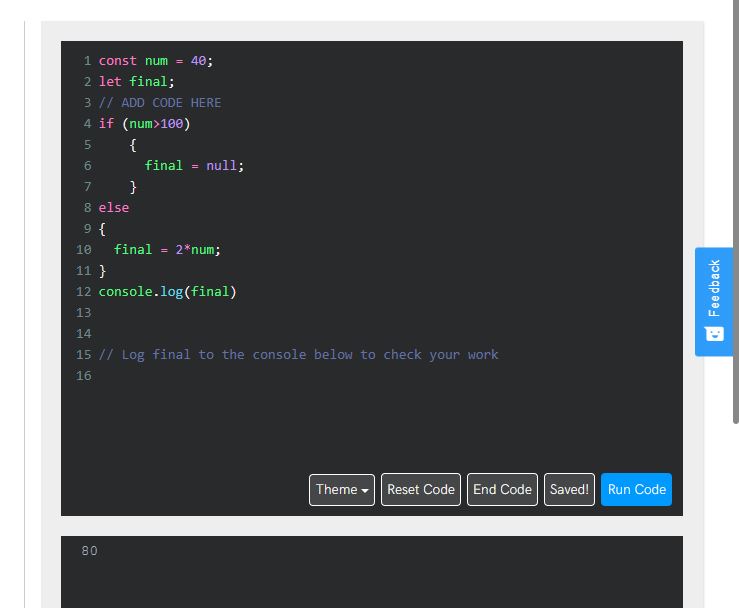 1 const num = 40;
2 let final;
3 // ADD CODE HERE
4 if (num>100)
5     {
6       final = null;
7     }
8 else
9 {
10   final = 2*num;
11 }
12 console.log(final)
13
14
15 // Log final to the console below to check your work
16
Theme
Reset Code
End Code
Saved!
Run Code
80
Feedback